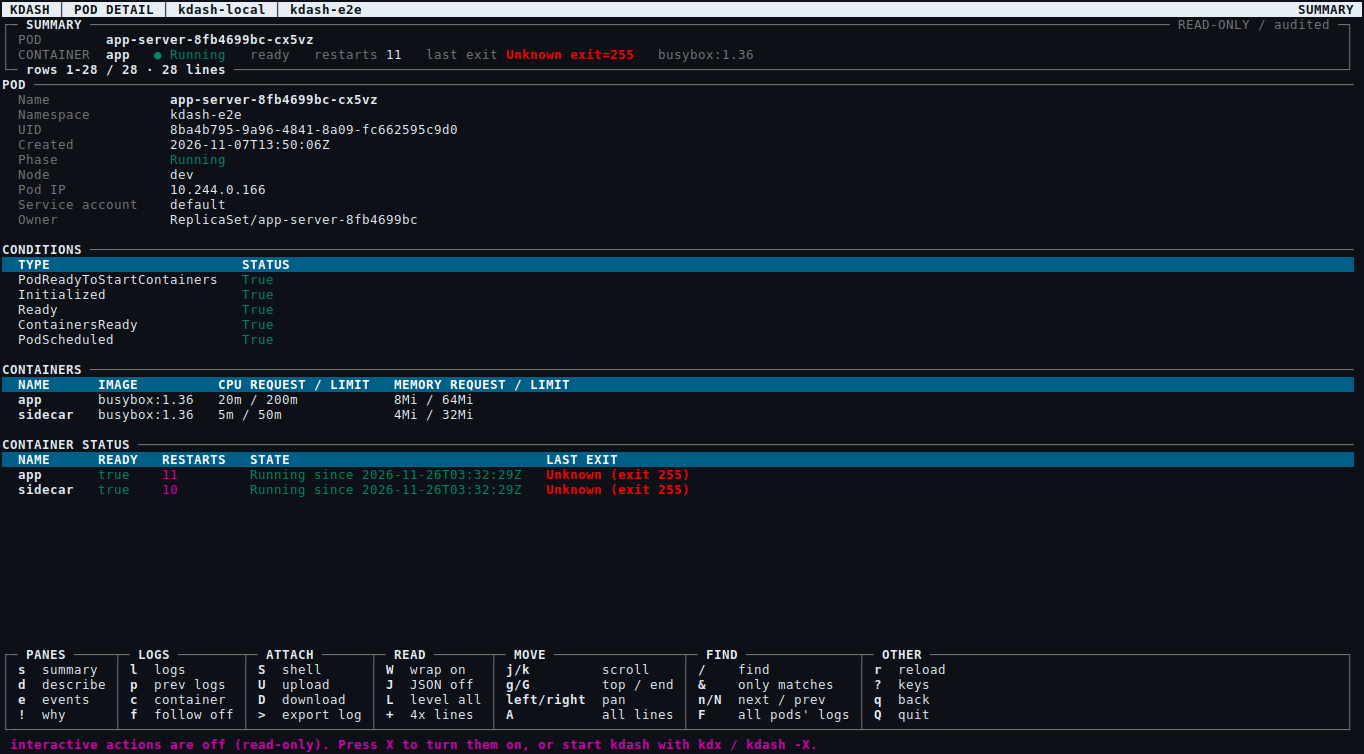 KDASH │ POD DETAIL │ kdash-local │ kdash-e2e SUMMARY
SUMMARY READ-ONLY / audited
POD app-server-8fb4699bc-cx5vz
CONTAINER app ● Running ready restarts 11 last exit Unknown exit=255 busybox:1.36
rows 1-28 / 28 · 28 lines
POD
Name app-server-8fb4699bc-cx5vz
Namespace kdash-e2e
UID 8ba4b795-9a96-4841-8a09-fc662595c9d0
Created 2026-11-07T13:50:06Z
Phase Running
Node dev
Pod IP 10.244.0.166
Service account default
Owner ReplicaSet/app-server-8fb4699bc
CONDITIONS
TYPE STATUS
PodReadyToStartContainers True
Initialized True
Ready True
ContainersReady True
PodScheduled True
CONTAINERS
NAME IMAGE CPU REQUEST / LIMIT MEMORY REQUEST / LIMIT
app busybox:1.36 20m / 200m 8Mi / 64Mi
sidecar busybox:1.36 5m / 50m 4Mi / 32Mi
CONTAINER STATUS
NAME READY RESTARTS STATE LAST EXIT
app true 11 Running since 2026-11-26T03:32:29Z Unknown (exit 255)
sidecar true 10 Running since 2026-11-26T03:32:29Z Unknown (exit 255)
PANES LOGS ATTACH READ MOVE FIND OTHER
s summary l logs S shell W wrap on j/k scroll / find r reload
d describe p prev logs U upload J JSON off g/G top / end & only matches ? keys
e events c container D download L level all left/right pan n/N next / prev q back
! why f follow off > export log + 4x lines A all lines F all pods' logs Q quit
interactive actions are off (read-only). Press X to turn them on, or start kdash with kdx / kdash -X.